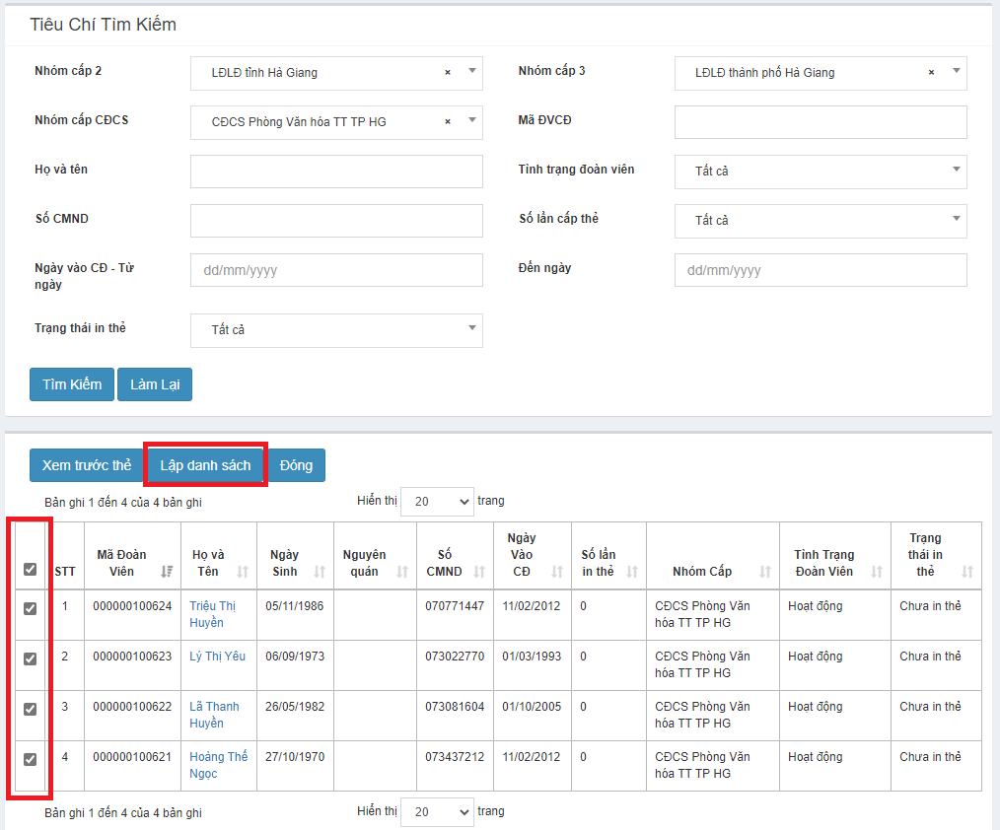 Tiêu Chí Tìm Kiếm
Nhóm cấp 2 LĐLĐ tỉnh Hà Giang × Nhóm cấp 3 LĐLĐ thành phố Hà Giang ×
Nhóm cấp CĐCS CĐCS Phòng Văn hóa TT TP HG × Mã ĐVCĐ
Họ và tên Tình trạng đoàn viên Tất cả
Số CMND Số lần cấp thẻ Tất cả
Ngày vào CĐ - Từ ngày dd/mm/yyyy Đến ngày dd/mm/yyyy
Trạng thái in thẻ Tất cả
Tìm Kiếm Làm Lại
Xem trước thẻ Lập danh sách Đóng
Bản ghi 1 đến 4 của 4 bản ghi Hiển thị 20 trang
STT Mã Đoàn Viên Họ và Tên Ngày Sinh Nguyên quán Số CMND Ngày Vào CĐ Số lần in thẻ Nhóm Cấp Tình Trạng Đoàn Viên Trạng thái in thẻ
1 000000100624 Triệu Thị Huyền 05/11/1986 070771447 11/02/2012 0 CĐCS Phòng Văn hóa TT TP HG Hoạt động Chưa in thẻ
2 000000100623 Lý Thị Yêu 06/09/1973 073022770 01/03/1993 0 CĐCS Phòng Văn hóa TT TP HG Hoạt động Chưa in thẻ
3 000000100622 Lã Thanh Huyền 26/05/1982 073081604 01/10/2005 0 CĐCS Phòng Văn hóa TT TP HG Hoạt động Chưa in thẻ
4 000000100621 Hoàng Thế Ngọc 27/10/1970 073437212 11/02/2012 0 CĐCS Phòng Văn hóa TT TP HG Hoạt động Chưa in thẻ
Bản ghi 1 đến 4 của 4 bản ghi Hiển thị 20 trang